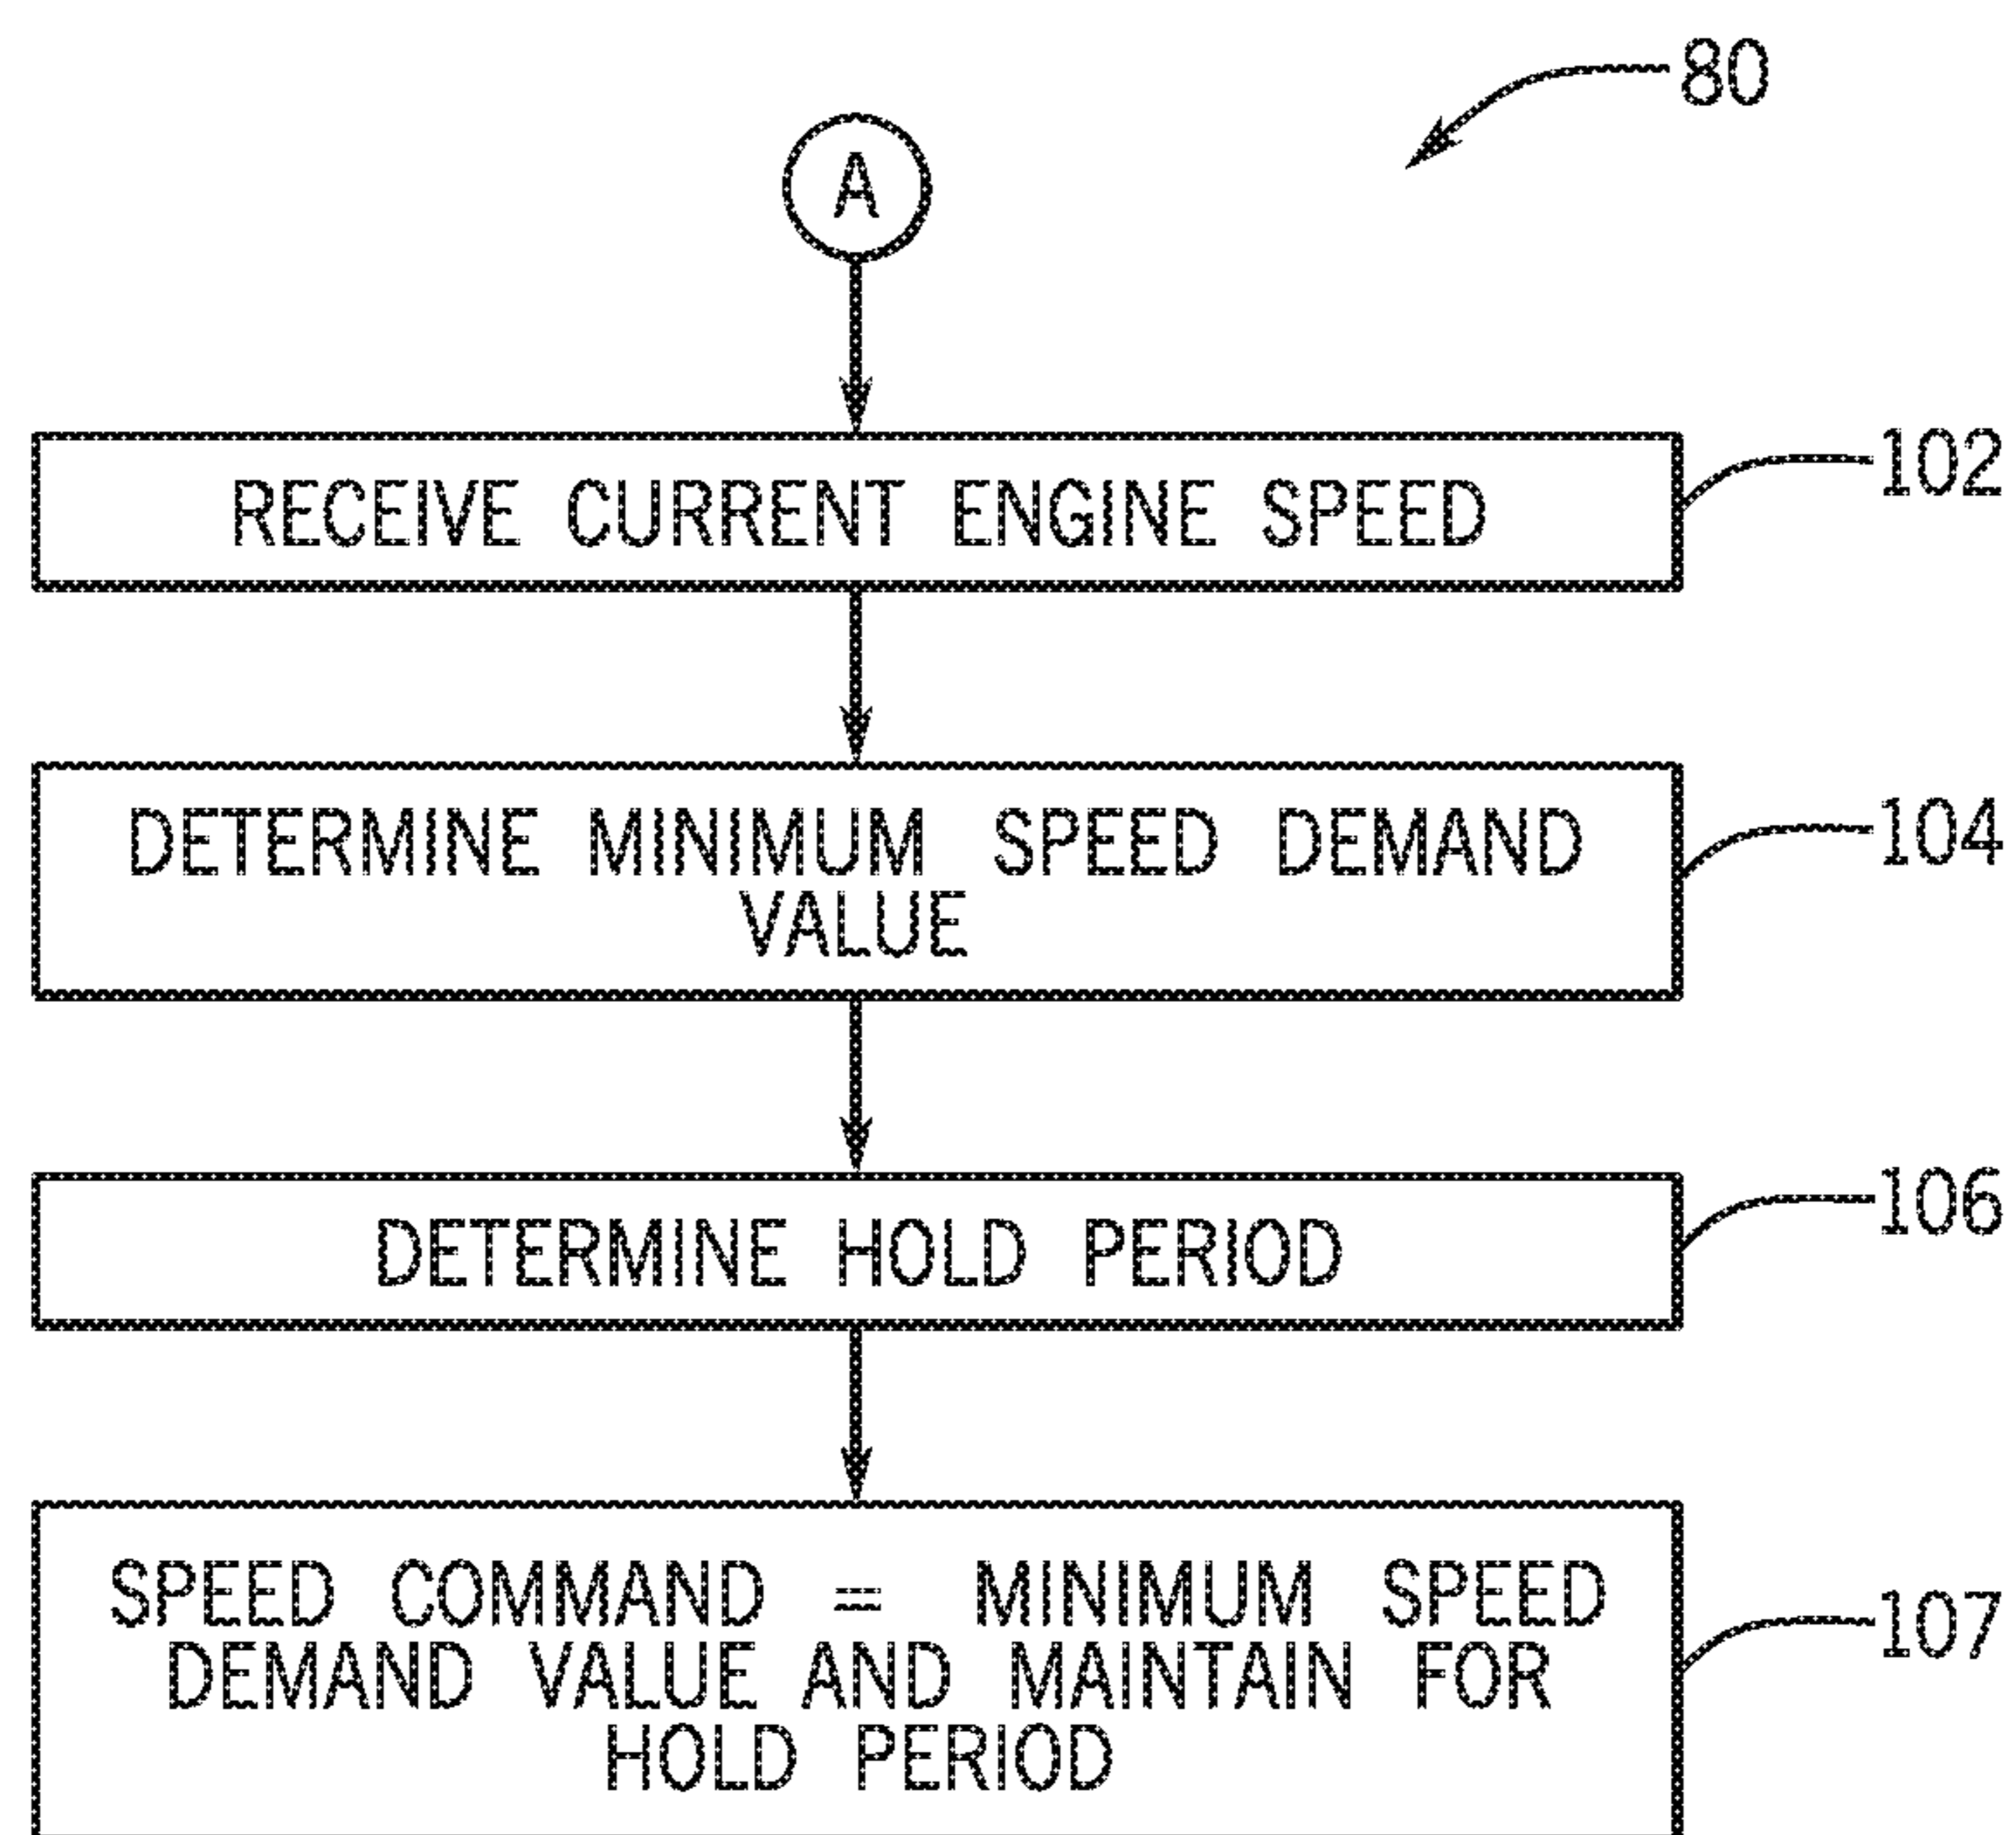 80
A
RECEIVE CURRENT ENGINE SPEED
102
DETERMINE MINIMUM SPEED DEMAND
VALUE
104
DETERMINE HOLD PERIOD
106
SPEED COMMAND = MINIMUM SPEED
DEMAND VALUE AND MAINTAIN FOR
HOLD PERIOD
107